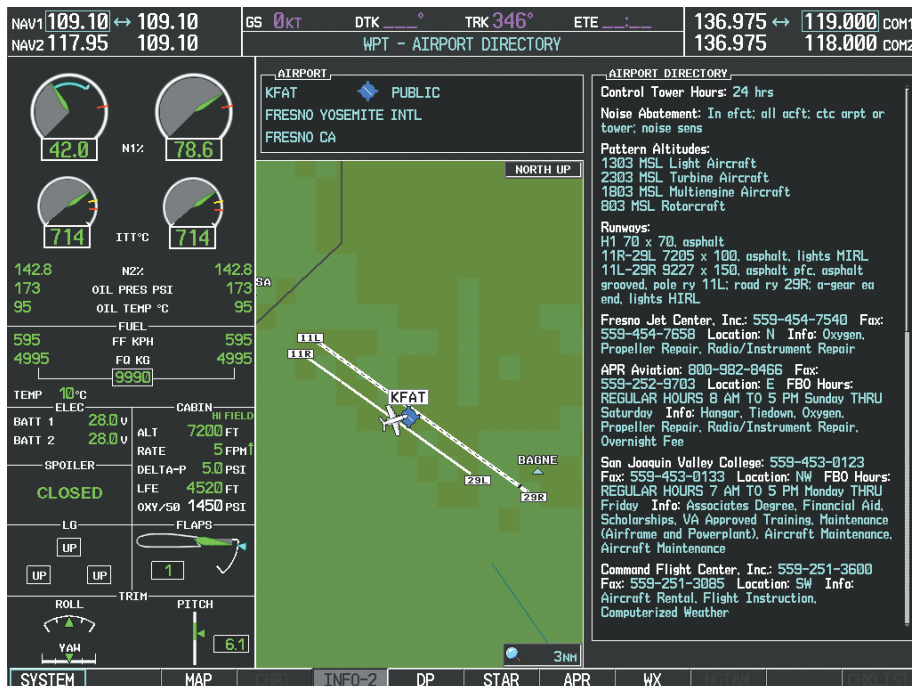 NAV1 109.10 ↔ 109.10
NAV2 117.95 109.10
GS 0KT DTK ___° TRK 346° ETE __:__
WPT - AIRPORT DIRECTORY
136.975 ↔ 119.000 COM1
136.975 118.000 COM2
42.0 N1% 78.6
714 ITT°C 714
142.8 N2% 142.8
173 OIL PRES PSI 173
95 OIL TEMP °C 95
FUEL
595 FF KPH 595
4995 FQ KG 4995
9990
TEMP 10°C
ELEC
BATT 1 28.0 V
BATT 2 28.0 V
SPOILER
CLOSED
CABIN
HI FIELD
ALT 7200 FT
RATE 5 FPM↑
DELTA-P 5.0 PSI
LFE 4520 FT
OXY/50 1450 PSI
LG
UP
UP UP
FLAPS
1
TRIM
ROLL
YAW
PITCH
6.1
AIRPORT
KFAT PUBLIC
FRESNO YOSEMITE INTL
FRESNO CA
NORTH UP
SA
11L
11R
KFAT
BAGNE
29L
29R
3NM
AIRPORT DIRECTORY
Control Tower Hours: 24 hrs
Noise Abatement: In efct; all acft; ctc arpt or
tower; noise sens
Pattern Altitudes:
1303 MSL Light Aircraft
2303 MSL Turbine Aircraft
1803 MSL Multiengine Aircraft
803 MSL Rotorcraft
Runways:
H1 70 x 70, asphalt
11R-29L 7205 x 100, asphalt, lights MIRL
11L-29R 9227 x 150, asphalt pfc, asphalt
grooved, pole ry 11L; road ry 29R; a-gear ea
end, lights HIRL
Fresno Jet Center, Inc.: 559-454-7540 Fax:
559-454-7658 Location: N Info: Oxygen,
Propeller Repair, Radio/Instrument Repair
APR Aviation: 800-982-8466 Fax:
559-252-9703 Location: E FBO Hours:
REGULAR HOURS 8 AM TO 5 PM Sunday THRU
Saturday Info: Hangar, Tiedown, Oxygen,
Propeller Repair, Radio/Instrument Repair,
Overnight Fee
San Joaquin Valley College: 559-453-0123
Fax: 559-453-0133 Location: NW FBO Hours:
REGULAR HOURS 7 AM TO 5 PM Monday THRU
Friday Info: Associates Degree, Financial Aid,
Scholarships, VA Approved Training, Maintenance
(Airframe and Powerplant), Aircraft Maintenance,
Aircraft Maintenance
Command Flight Center, Inc.: 559-251-3600
Fax: 559-251-3085 Location: SW Info:
Aircraft Rental, Flight Instruction,
Computerized Weather
SYSTEM MAP CHRT INFO-2 DP STAR APR WX NOTAM CHKLIST